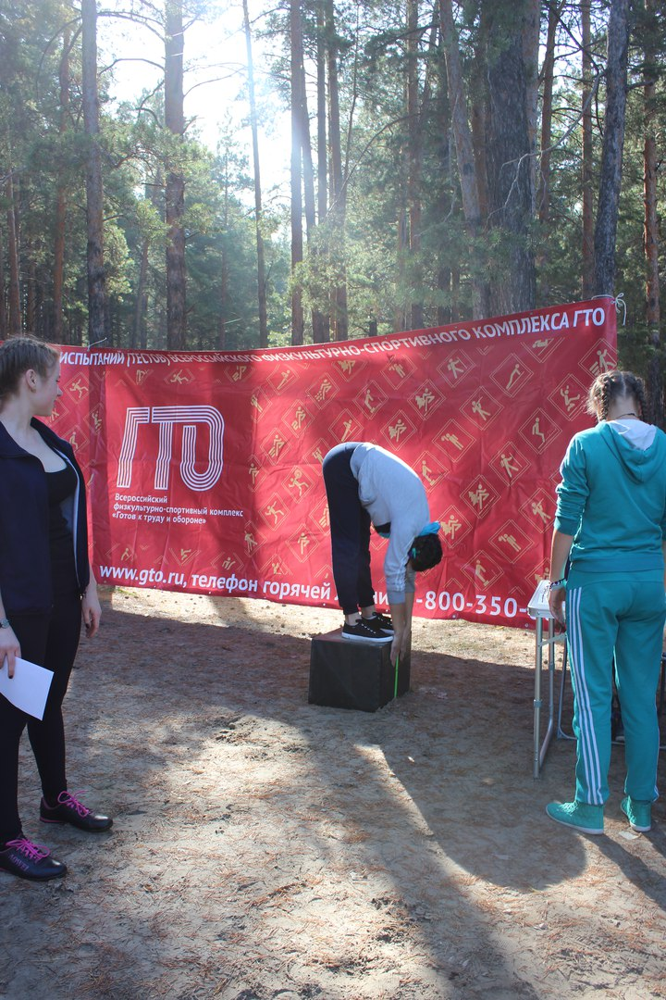 ИСПЫТАНИЙ (ТЕСТОВ) ВСЕРОССИЙСКОГО ФИЗКУЛЬТУРНО-СПОРТИВНОГО КОМПЛЕКСА ГТО
ГТО
Всероссийский
физкультурно-спортивный комплекс
«Готов к труду и обороне»
www.gto.ru, телефон горячей -800-350-